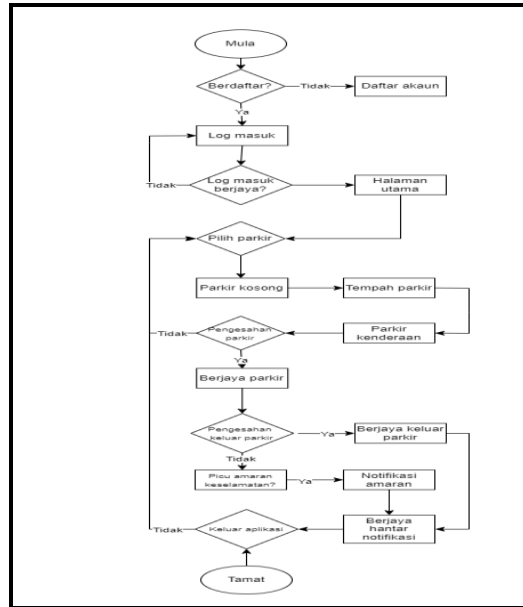 Mula
Berdaftar?
Tidak
Daftar akaun
Ya
Log masuk
Log masuk
berjaya?
Tidak
Halaman
utama
Pilih parkir
Parkir kosong
Tempah parkir
Parkir
kenderaan
Pengesahan
parkir
Tidak
Ya
Berjaya parkir
Pengesahan
keluar parkir
Ya
Berjaya keluar
parkir
Tidak
Picu amaran
keselamatan?
Ya
Notifikasi
amaran
Berjaya
hantar
notifikasi
Keluar aplikasi
Tidak
Tamat